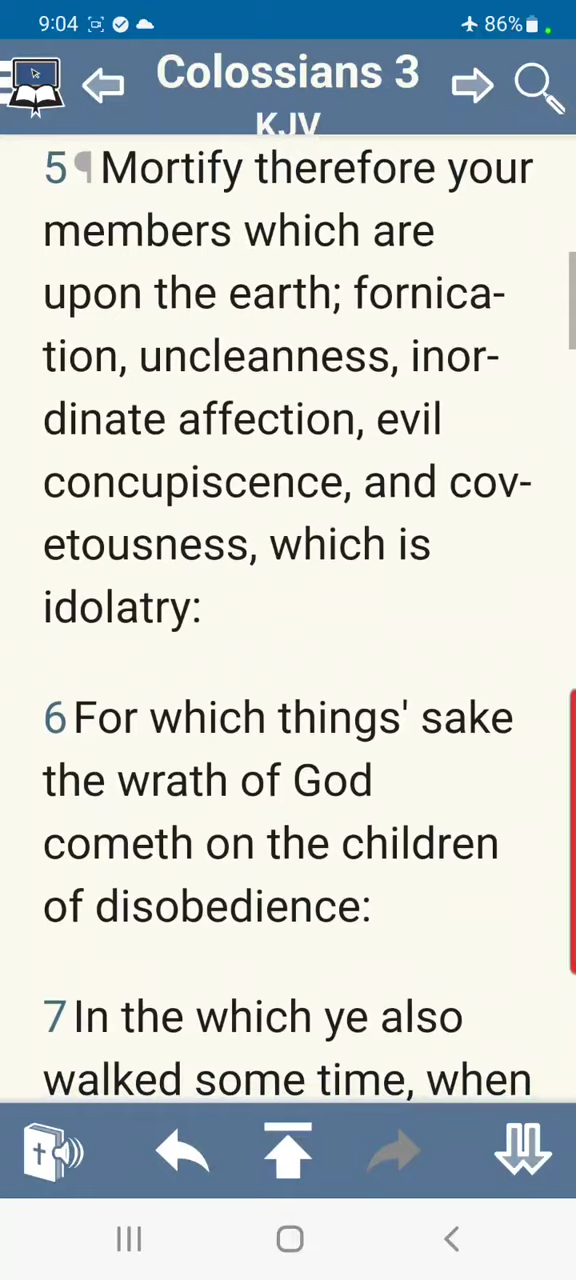 9:04
86%
Colossians 3
KJV
5¶Mortify therefore your
members which are
upon the earth; fornica-
tion, uncleanness, inor-
dinate affection, evil
concupiscence, and cov-
etousness, which is
idolatry:
6 For which things' sake
the wrath of God
cometh on the children
of disobedience:
7 In the which ye also
walked some time, when